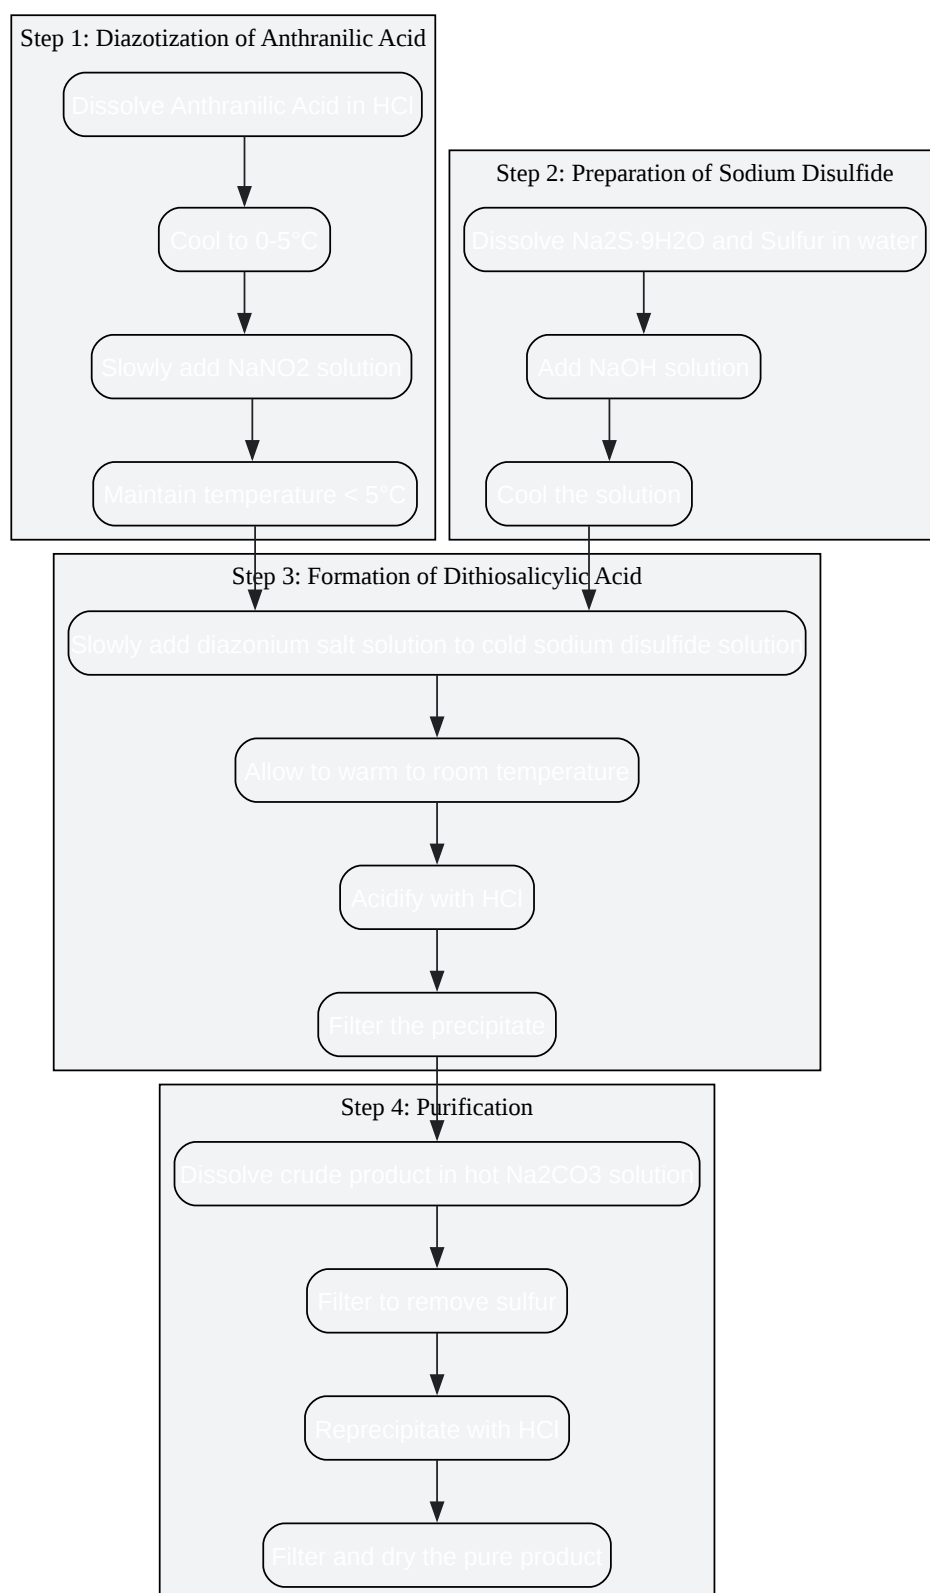 Step 1: Diazotization of Anthranilic Acid
Dissolve Anthranilic Acid in HCl
Cool to 0-5°C
Slowly add NaNO2 solution
Maintain temperature < 5°C
Step 2: Preparation of Sodium Disulfide
Dissolve Na2S·9H2O and Sulfur in water
Add NaOH solution
Cool the solution
Step 3: Formation of Dithiosalicylic Acid
Slowly add diazonium salt solution to cold sodium disulfide solution
Allow to warm to room temperature
Acidify with HCl
Filter the precipitate
Step 4: Purification
Dissolve crude product in hot Na2CO3 solution
Filter to remove sulfur
Reprecipitate with HCl
Filter and dry the pure product